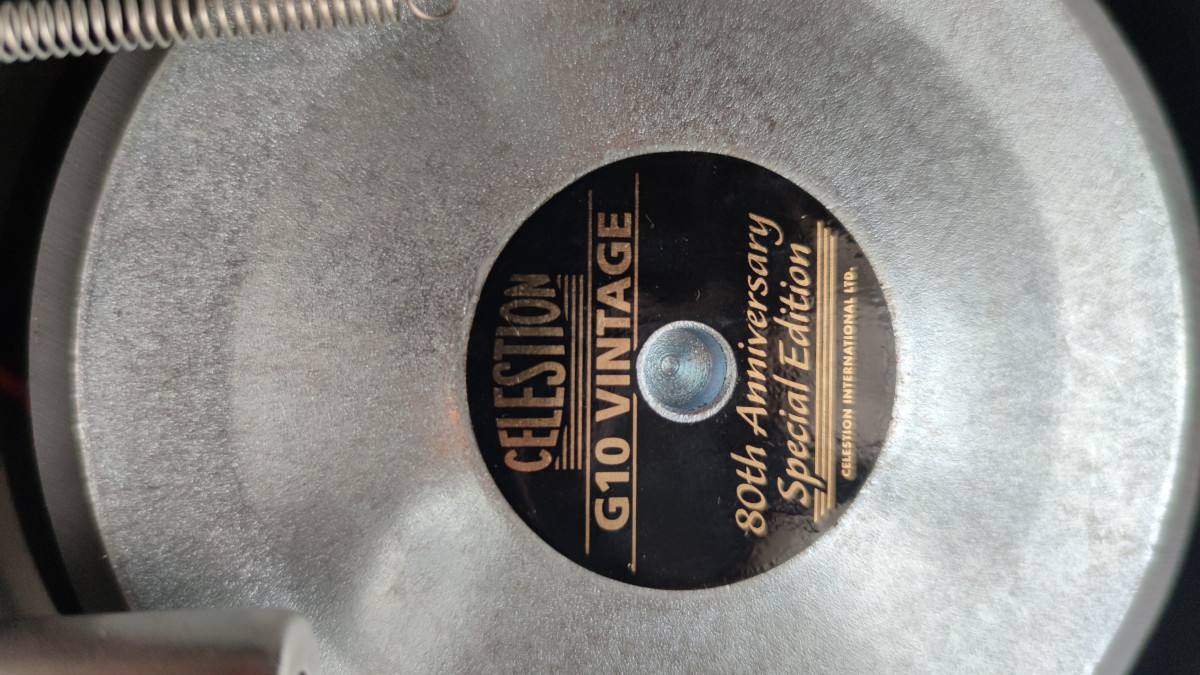 CELESTION
G10 VINTAGE
80th Anniversary
Special Edition
CELESTION INTERNATIONAL LTD.